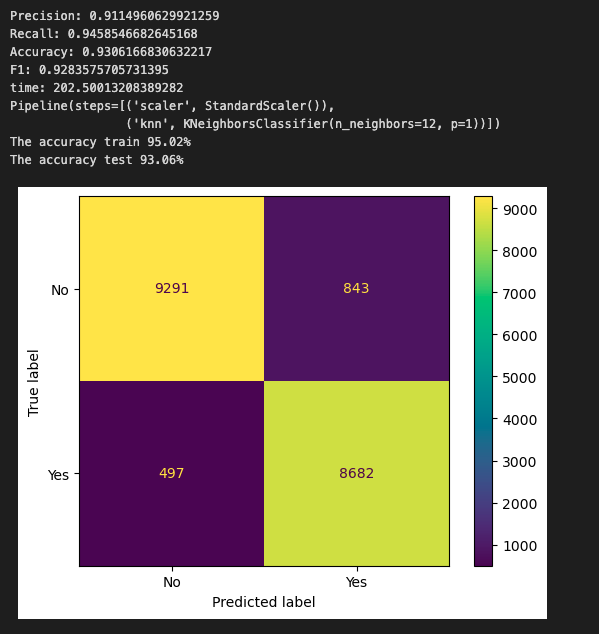 Precision: 0.9114960629921259
Recall: 0.9458546682645168
Accuracy: 0.9306166830632217
F1: 0.9283575705731395
time: 202.50013208389282
Pipeline(steps=[('scaler', StandardScaler()),
('knn', KNeighborsClassifier(n_neighbors=12, p=1))])
The accuracy train 95.02%
The accuracy test 93.06%
9000
8000
7000
6000
5000
4000
3000
2000
1000
True label
No
9291 843
Yes
497 8682
No Yes
Predicted label